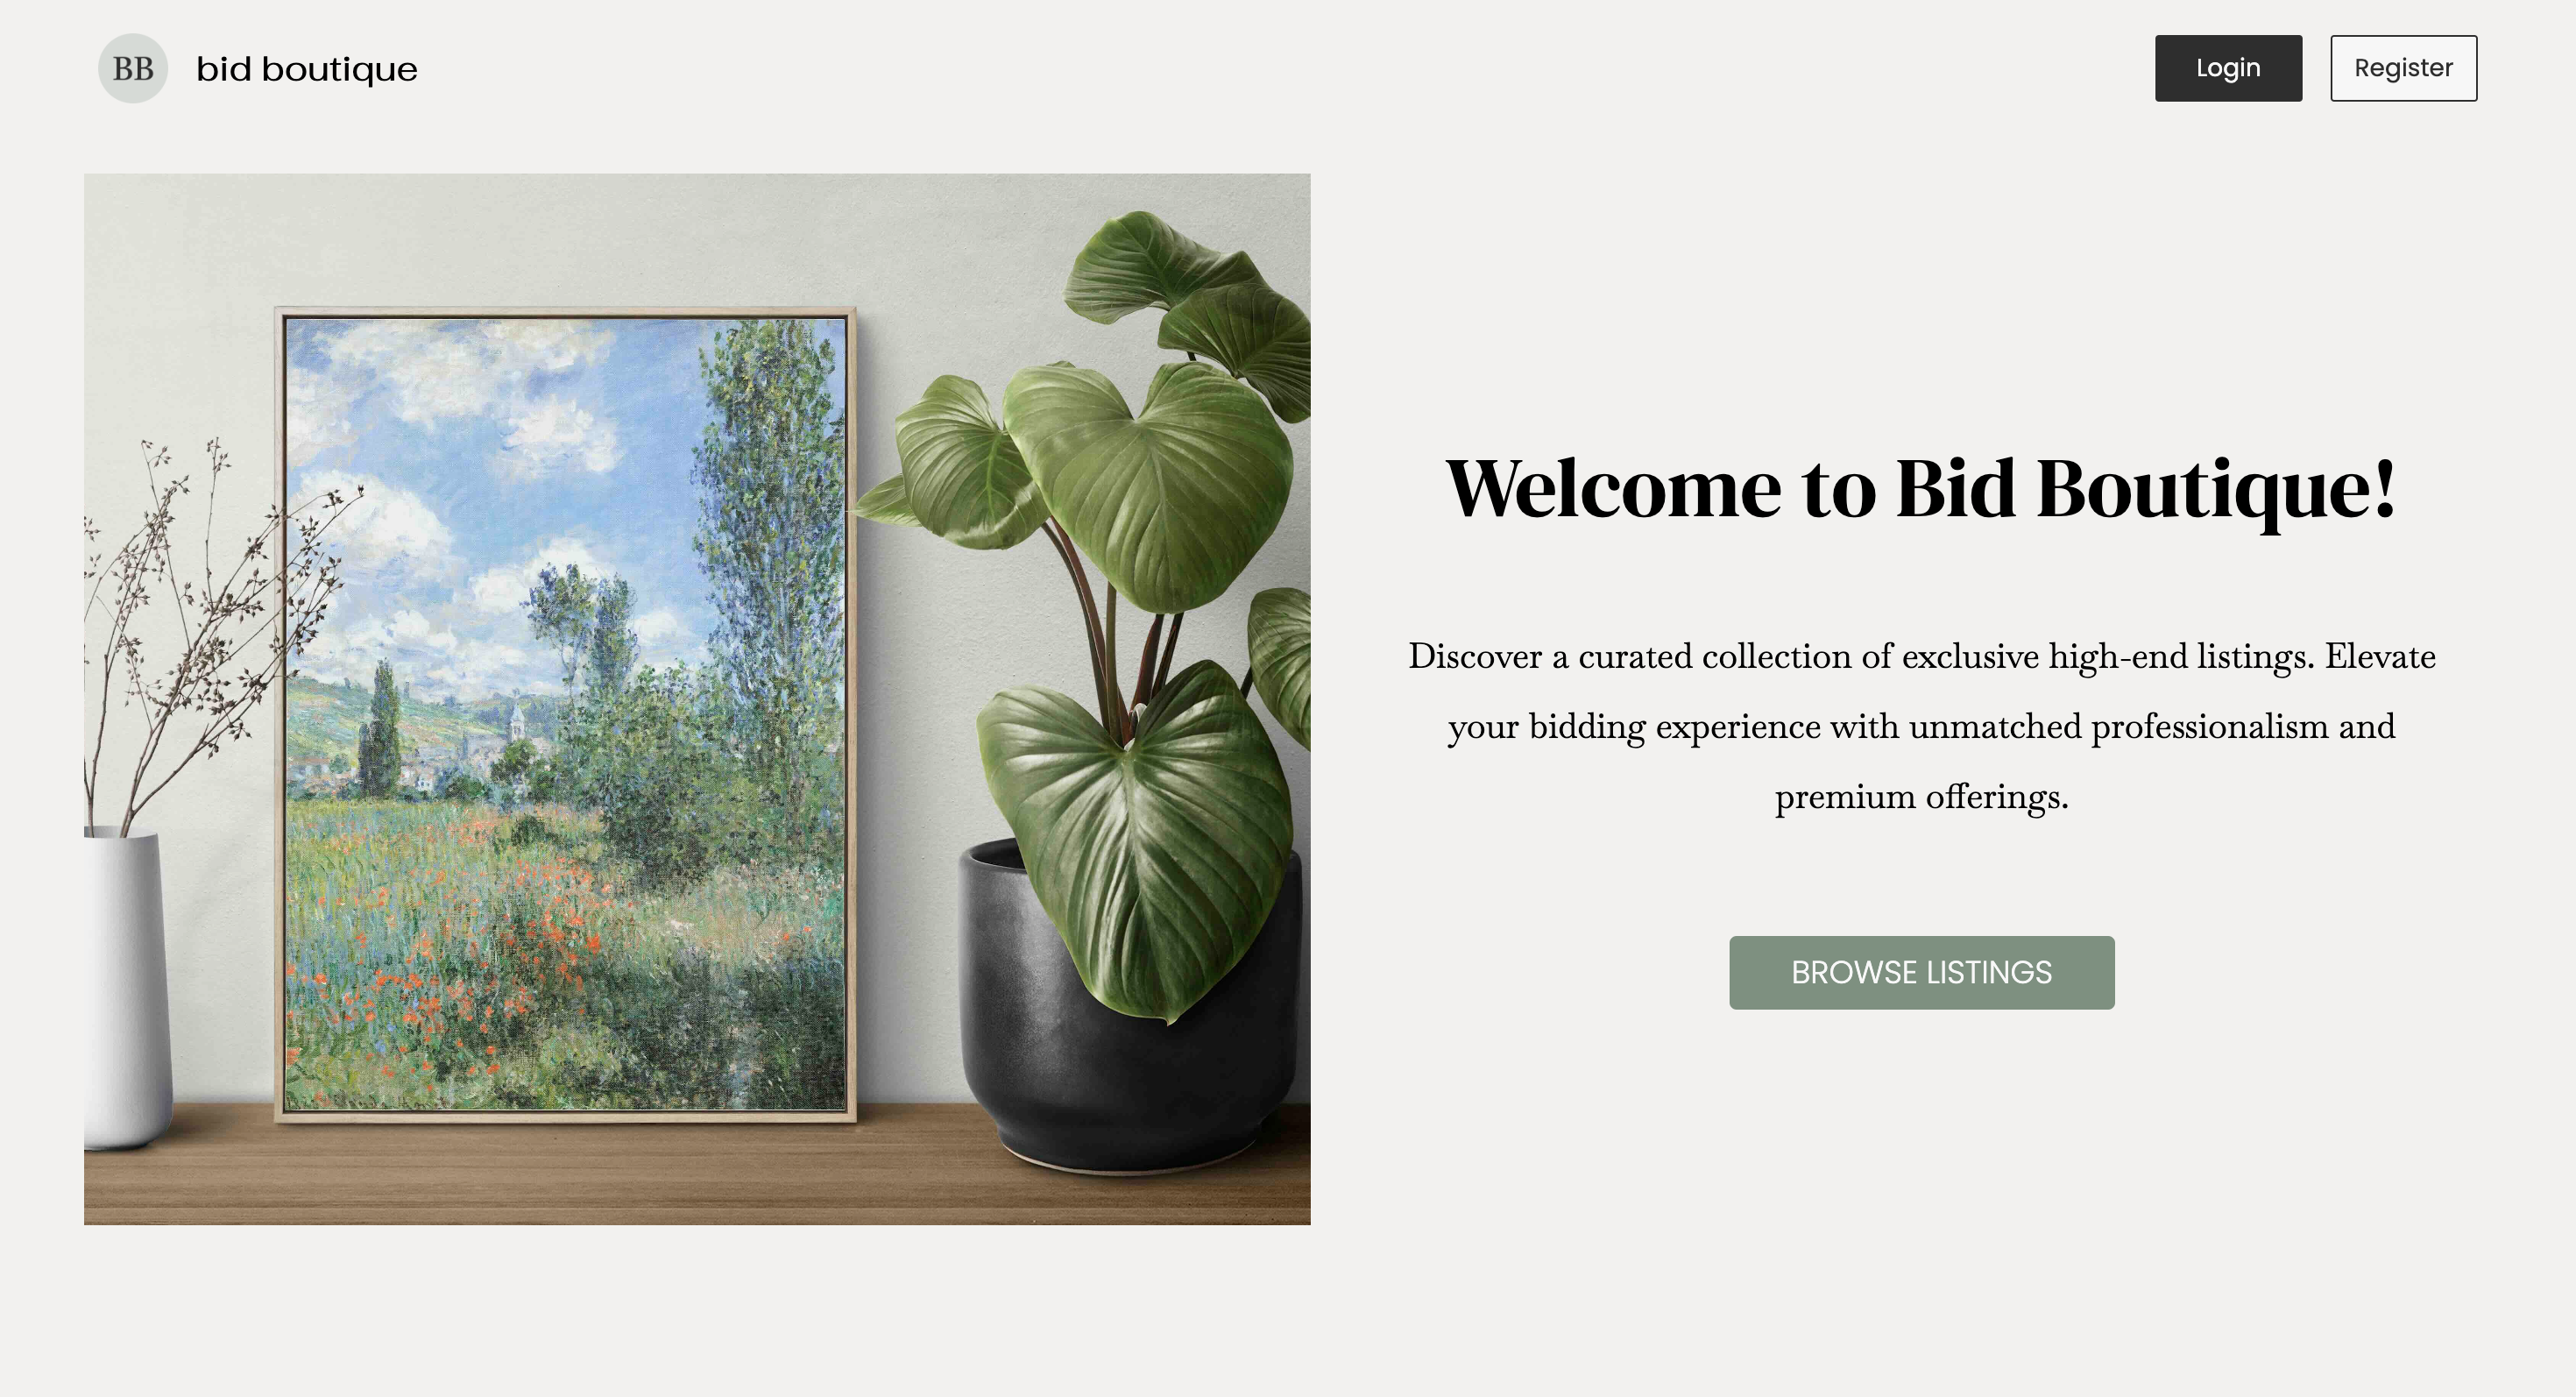 BB
bid boutique
Login
Register
Welcome to Bid Boutique!
Discover a curated collection of exclusive high-end listings. Elevate
your bidding experience with unmatched professionalism and
premium offerings.
BROWSE LISTINGS